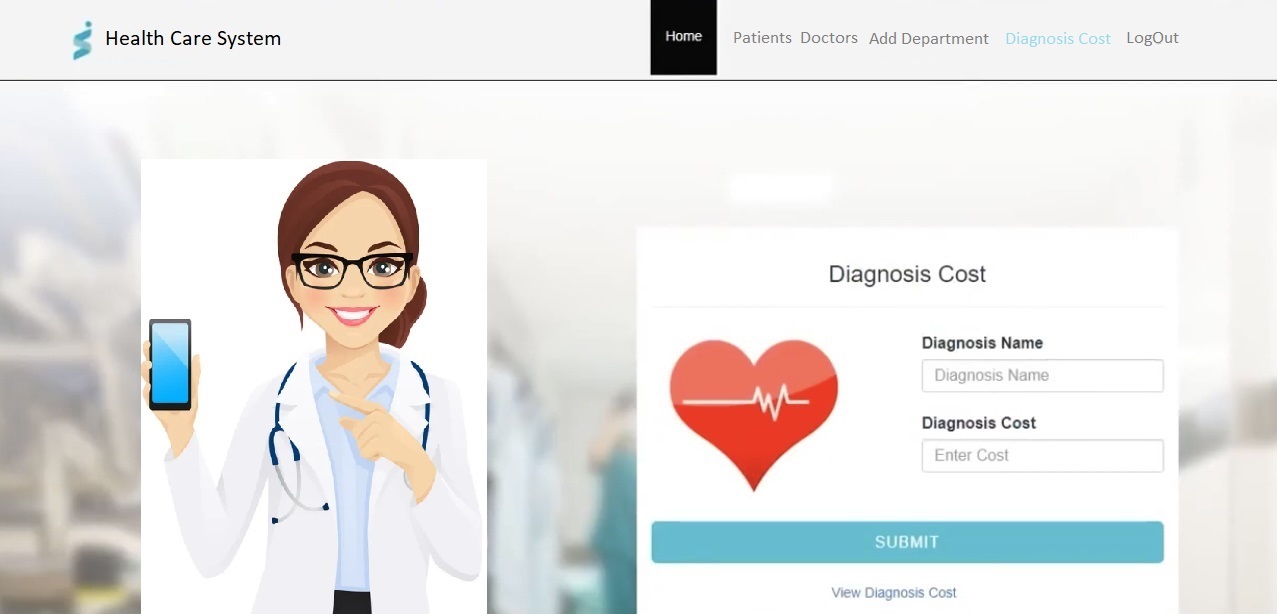 Health Care System
Home Patients Doctors Add Department Diagnosis Cost LogOut
Diagnosis Cost
Diagnosis Name
Diagnosis Name
Diagnosis Cost
Enter Cost
SUBMIT
View Diagnosis Cost